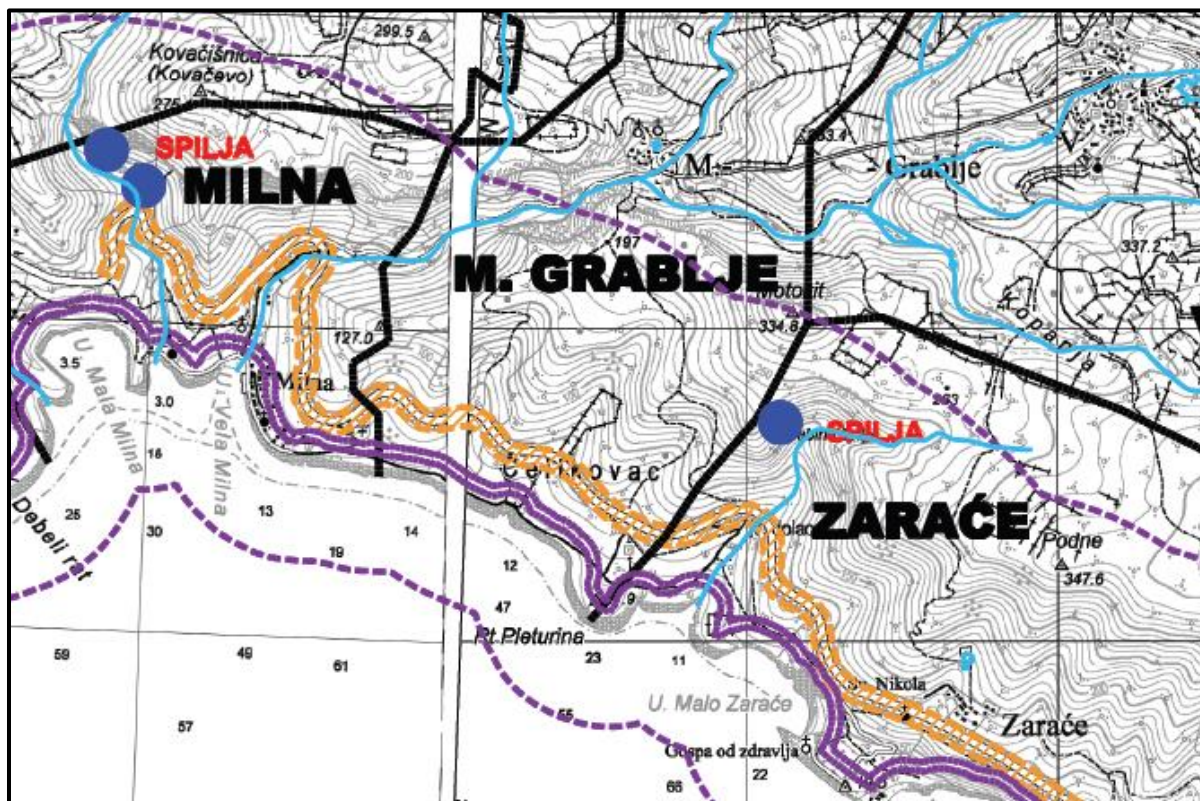 299.5
Kovačišnica
(Kovačevo)
275
SPILJA
MILNA
M.
- Grablje
V.
197
337.2
M. GRABLJE
Motokit
334.8
127.0
Milna
3.5
U. Mala Milna
3.0
U. Vela Milna
16
263
SPILJA
25
30
13
14
19
Debeli rat
ZARAĆE
Podne
347.6
12
47
9
Rt Pleturina
23
11
59
49
61
57
55
66
22
U. Malo Zaraće
Sv. Nikola
Zaraće
Gospa od zdravlja